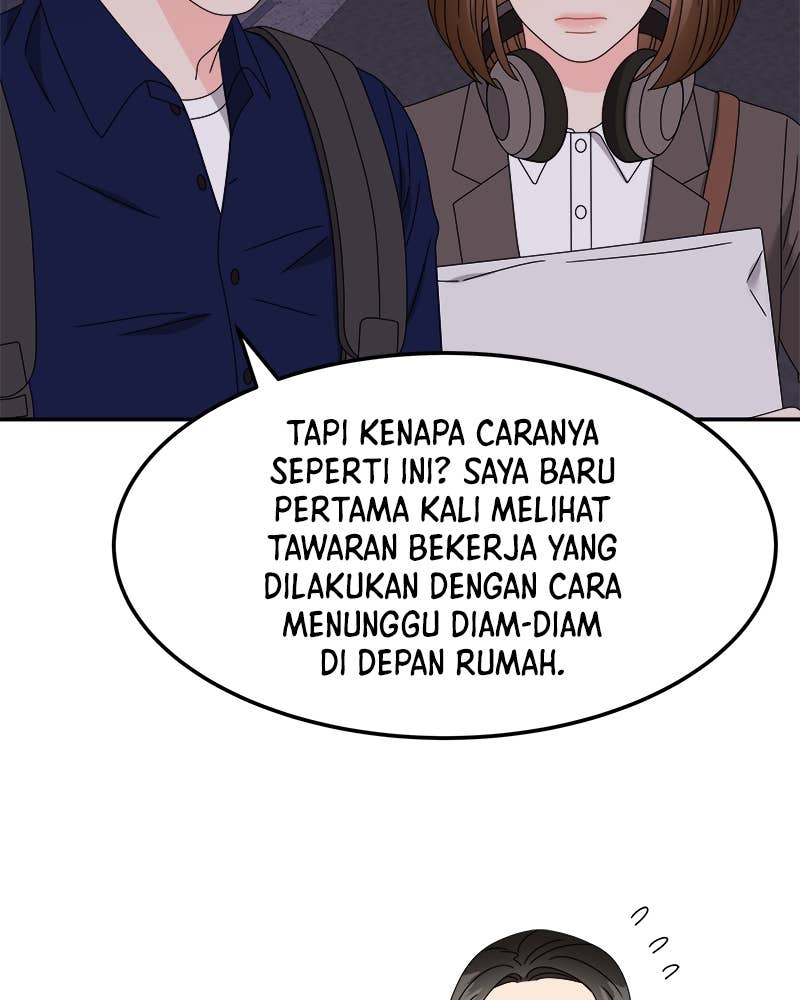 TAPI KENAPA CARANYA
SEPERTI INI? SAYA BARU
PERTAMA KALI MELIHAT
TAWARAN BEKERJA YANG
DILAKUKAN DENGAN CARA
MENUNGGU DIAM-DIAM
DI DEPAN RUMAH.